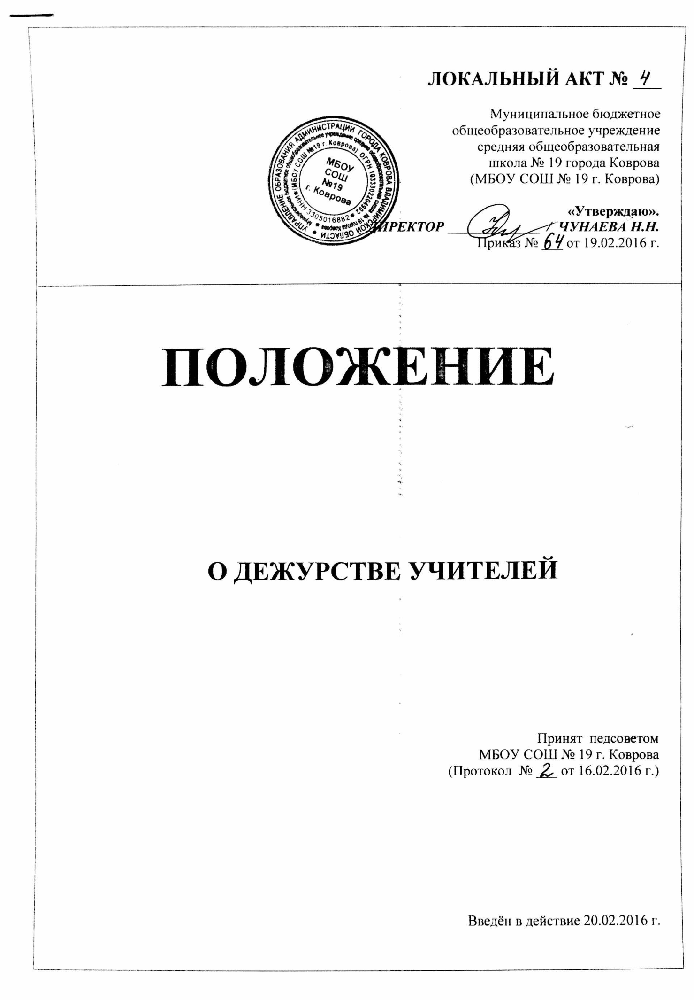 ЛОКАЛЬНЫЙ АКТ № 4
Муниципальное бюджетное
общеобразовательное учреждение
средняя общеобразовательная
школа № 19 города Коврова
(МБОУ СОШ № 19 г. Коврова)
УПРАВЛЕНИЕ ОБРАЗОВАНИЯ АДМИНИСТРАЦИИ ГОРОДА КОВРОВА ВЛАДИМИРСКОЙ ОБЛАСТИ
Муниципальное бюджетное общеобразовательное учреждение средняя общеобразовательная школа № 19 города Коврова
(МБОУ СОШ №19 г. Коврова) ОГРН 1033302204902 * ИНН 3305016882 *
МБОУ
СОШ
№19
г. Коврова
«Утверждаю».
ДИРЕКТОР ЧУНАЕВА Н.Н.
Приказ № 64 от 19.02.2016 г.
ПОЛОЖЕНИЕ
О ДЕЖУРСТВЕ УЧИТЕЛЕЙ
Принят педсоветом
МБОУ СОШ № 19 г. Коврова
(Протокол № 2 от 16.02.2016 г.)
Введён в действие 20.02.2016 г.